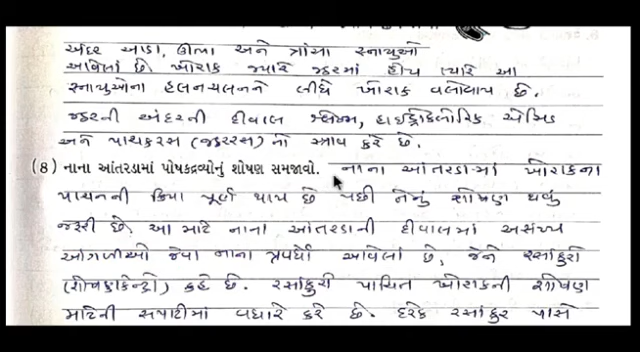 અંદર આડા, ઊભા અને ત્રાંસા સ્નાયુઓ
આવેલાં છે. ખોરાક જ્યારે જઠરમાં હોય ત્યારે આ
સ્નાયુઓના હલનચલનને લીધે ખોરાક વલોવાય છે.
જઠરની અંદરની દીવાલ શ્લેષ્મ, હાઇડ્રોક્લોરિક ઍસિડ
અને પાચકરસ (જઠરરસ) નો સ્રાવ કરે છે.
(8) નાના આંતરડામાં પોષકદ્રવ્યોનું શોષણ સમજાવો. નાના આંતરડામાં ખોરાકના
પાચનની ક્રિયા પૂર્ણ થાય છે પછી તેનું શોષણ થવું
જરૂરી છે. આ માટે નાના આંતરડાની દીવાલમાં અસંખ્ય
આંગળીઓ જેવા નાના પ્રવર્ધો આવેલાં છે, જેને રસાંકુરો
(શોષણકેન્દ્રો) કહે છે. રસાંકુરો પાચિત ખોરાકની શોષણ
માટેની સપાટીમાં વધારો કરે છે. દરેક રસાંકુર પાસે